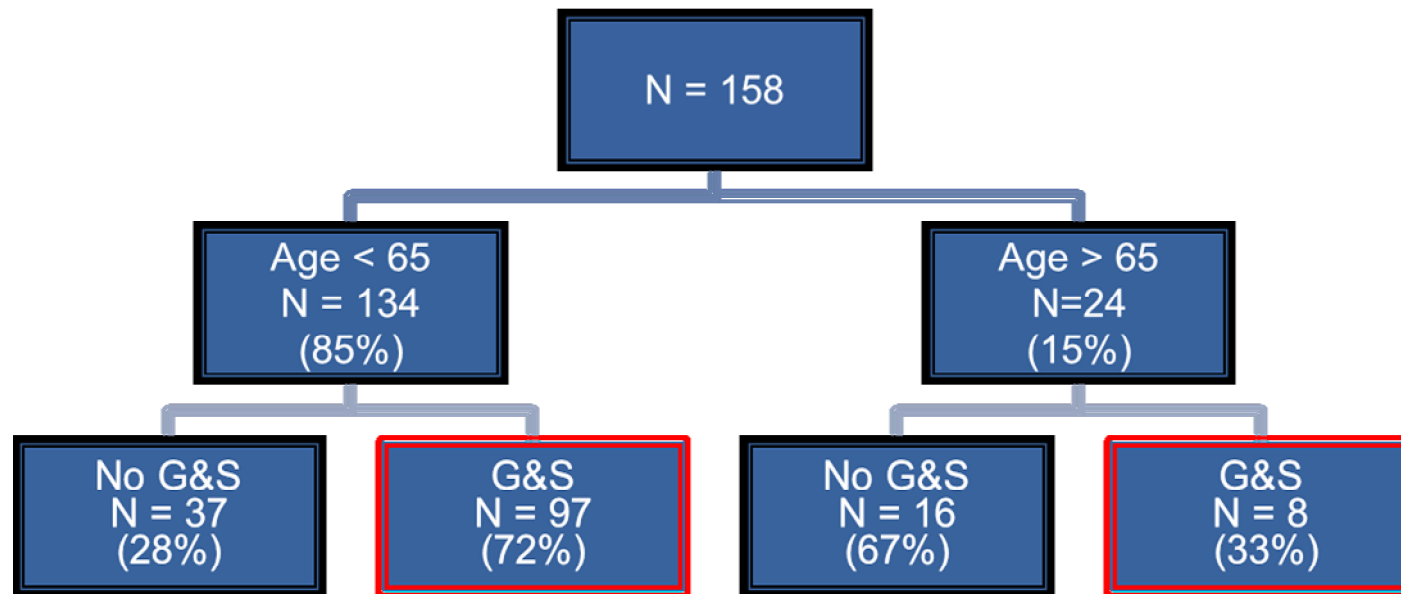 N = 158
Age < 65
N = 134
(85%)
Age > 65
N=24
(15%)
No G&S
N = 37
(28%)
G&S
N = 97
(72%)
No G&S
N = 16
(67%)
G&S
N = 8
(33%)